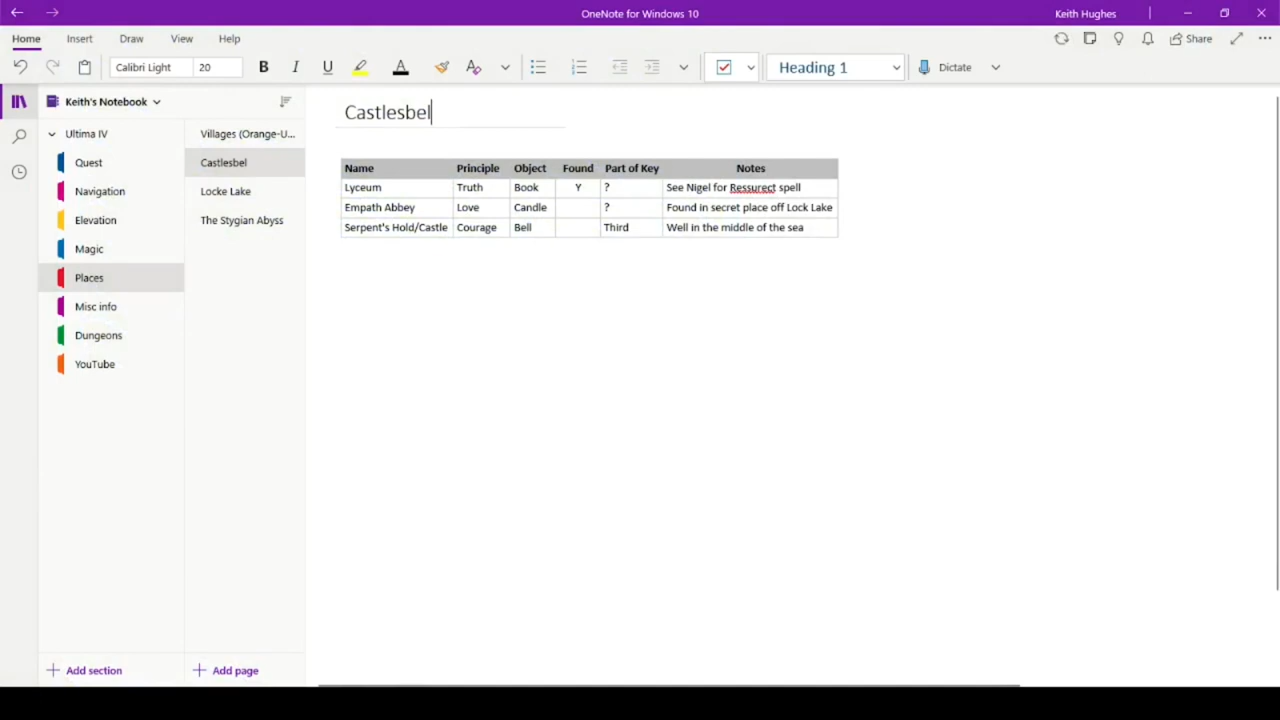 OneNote for Windows 10
Keith Hughes
Home Insert Draw View Help
Share
Calibri Light 20 B I U A A Heading 1 Dictate
Keith's Notebook
Ultima IV
Quest
Navigation
Elevation
Magic
Places
Misc info
Dungeons
YouTube
Add section
Villages (Orange-U...
Castlesbel
Locke Lake
The Stygian Abyss
Add page
Castlesbel
Name Principle Object Found Part of Key Notes
Lyceum Truth Book Y ? See Nigel for Ressurect spell
Empath Abbey Love Candle ? Found in secret place off Lock Lake
Serpent's Hold/Castle Courage Bell Third Well in the middle of the sea